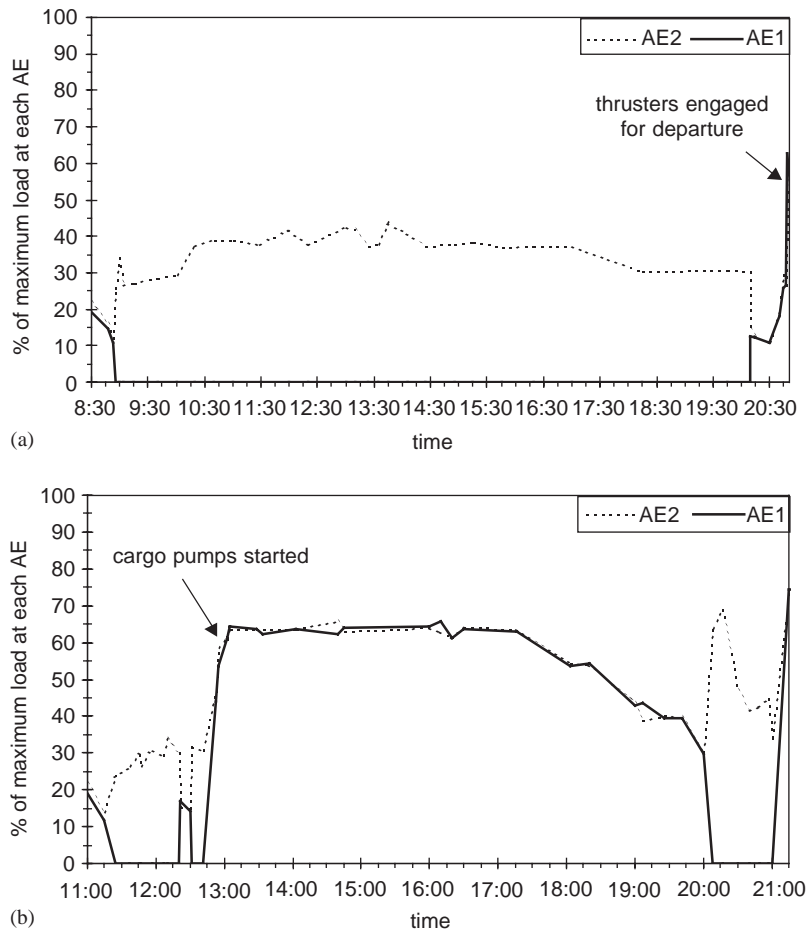 100
90
80
70
60
50
40
30
20
10
0
% of maximum load at each AE
AE2 AE1
thrusters engaged
for departure
8:30 9:30 10:30 11:30 12:30 13:30 14:30 15:30 16:30 17:30 18:30 19:30 20:30
time
(a)
100
90
80
70
60
50
40
30
20
10
0
% of maximum load at each AE
AE2 AE1
cargo pumps started
11:00 12:00 13:00 14:00 15:00 16:00 17:00 18:00 19:00 20:00 21:00
time
(b)